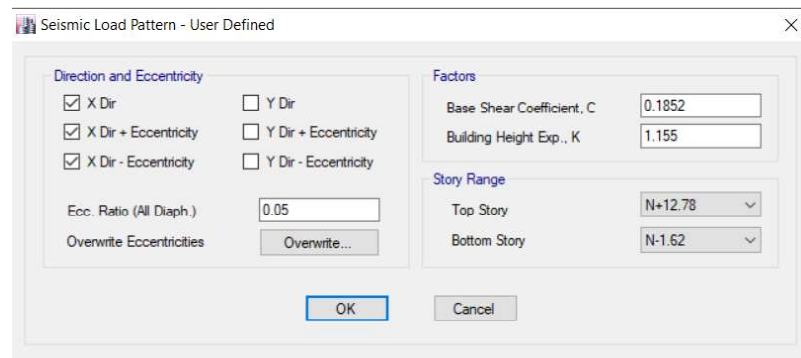 Seismic Load Pattern - User Defined
Direction and Eccentricity
X Dir
Y Dir
X Dir + Eccentricity
Y Dir + Eccentricity
X Dir - Eccentricity
Y Dir - Eccentricity
Ecc. Ratio (All Diaph.)
0.05
Overwrite Eccentricities
Overwrite...
Factors
Base Shear Coefficient, C
0.1852
Building Height Exp., K
1.155
Story Range
Top Story
N+12.78
Bottom Story
N-1.62
OK
Cancel